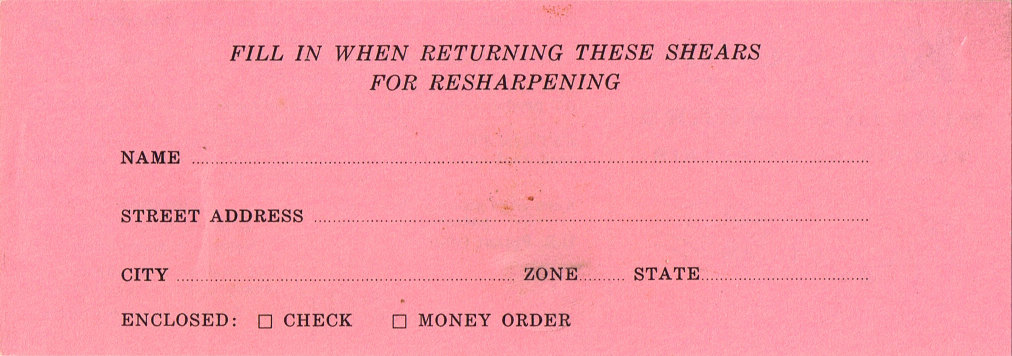 FILL IN WHEN RETURNING THESE SHEARS
FOR RESHARPENING
NAME
STREET ADDRESS
CITY ZONE STATE
ENCLOSED: ☐ CHECK ☐ MONEY ORDER